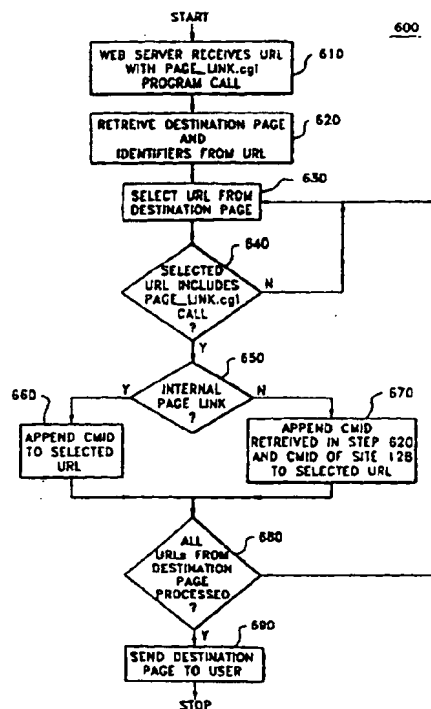 START
600
WEB SERVER RECEIVES URL
WITH PAGE_LINK.cgi
PROGRAM CALL
610
RETREIVE DESTINATION PAGE
AND
IDENTIFIERS FROM URL
620
SELECT URL FROM
DESTINATION PAGE
630
640
SELECTED
URL INCLUDES
PAGE_LINK.cgi
CALL
?
N
Y
650
INTERNAL
PAGE LINK
?
Y
N
660
APPEND CMID
TO SELECTED
URL
670
APPEND CMID
RETREIVED IN STEP 620
AND CMID OF SITE 12B
TO SELECTED URL
680
ALL
URLs FROM
DESTINATION
PAGE
PROCESSED
?
Y
690
SEND DESTINATION
PAGE TO USER
STOP